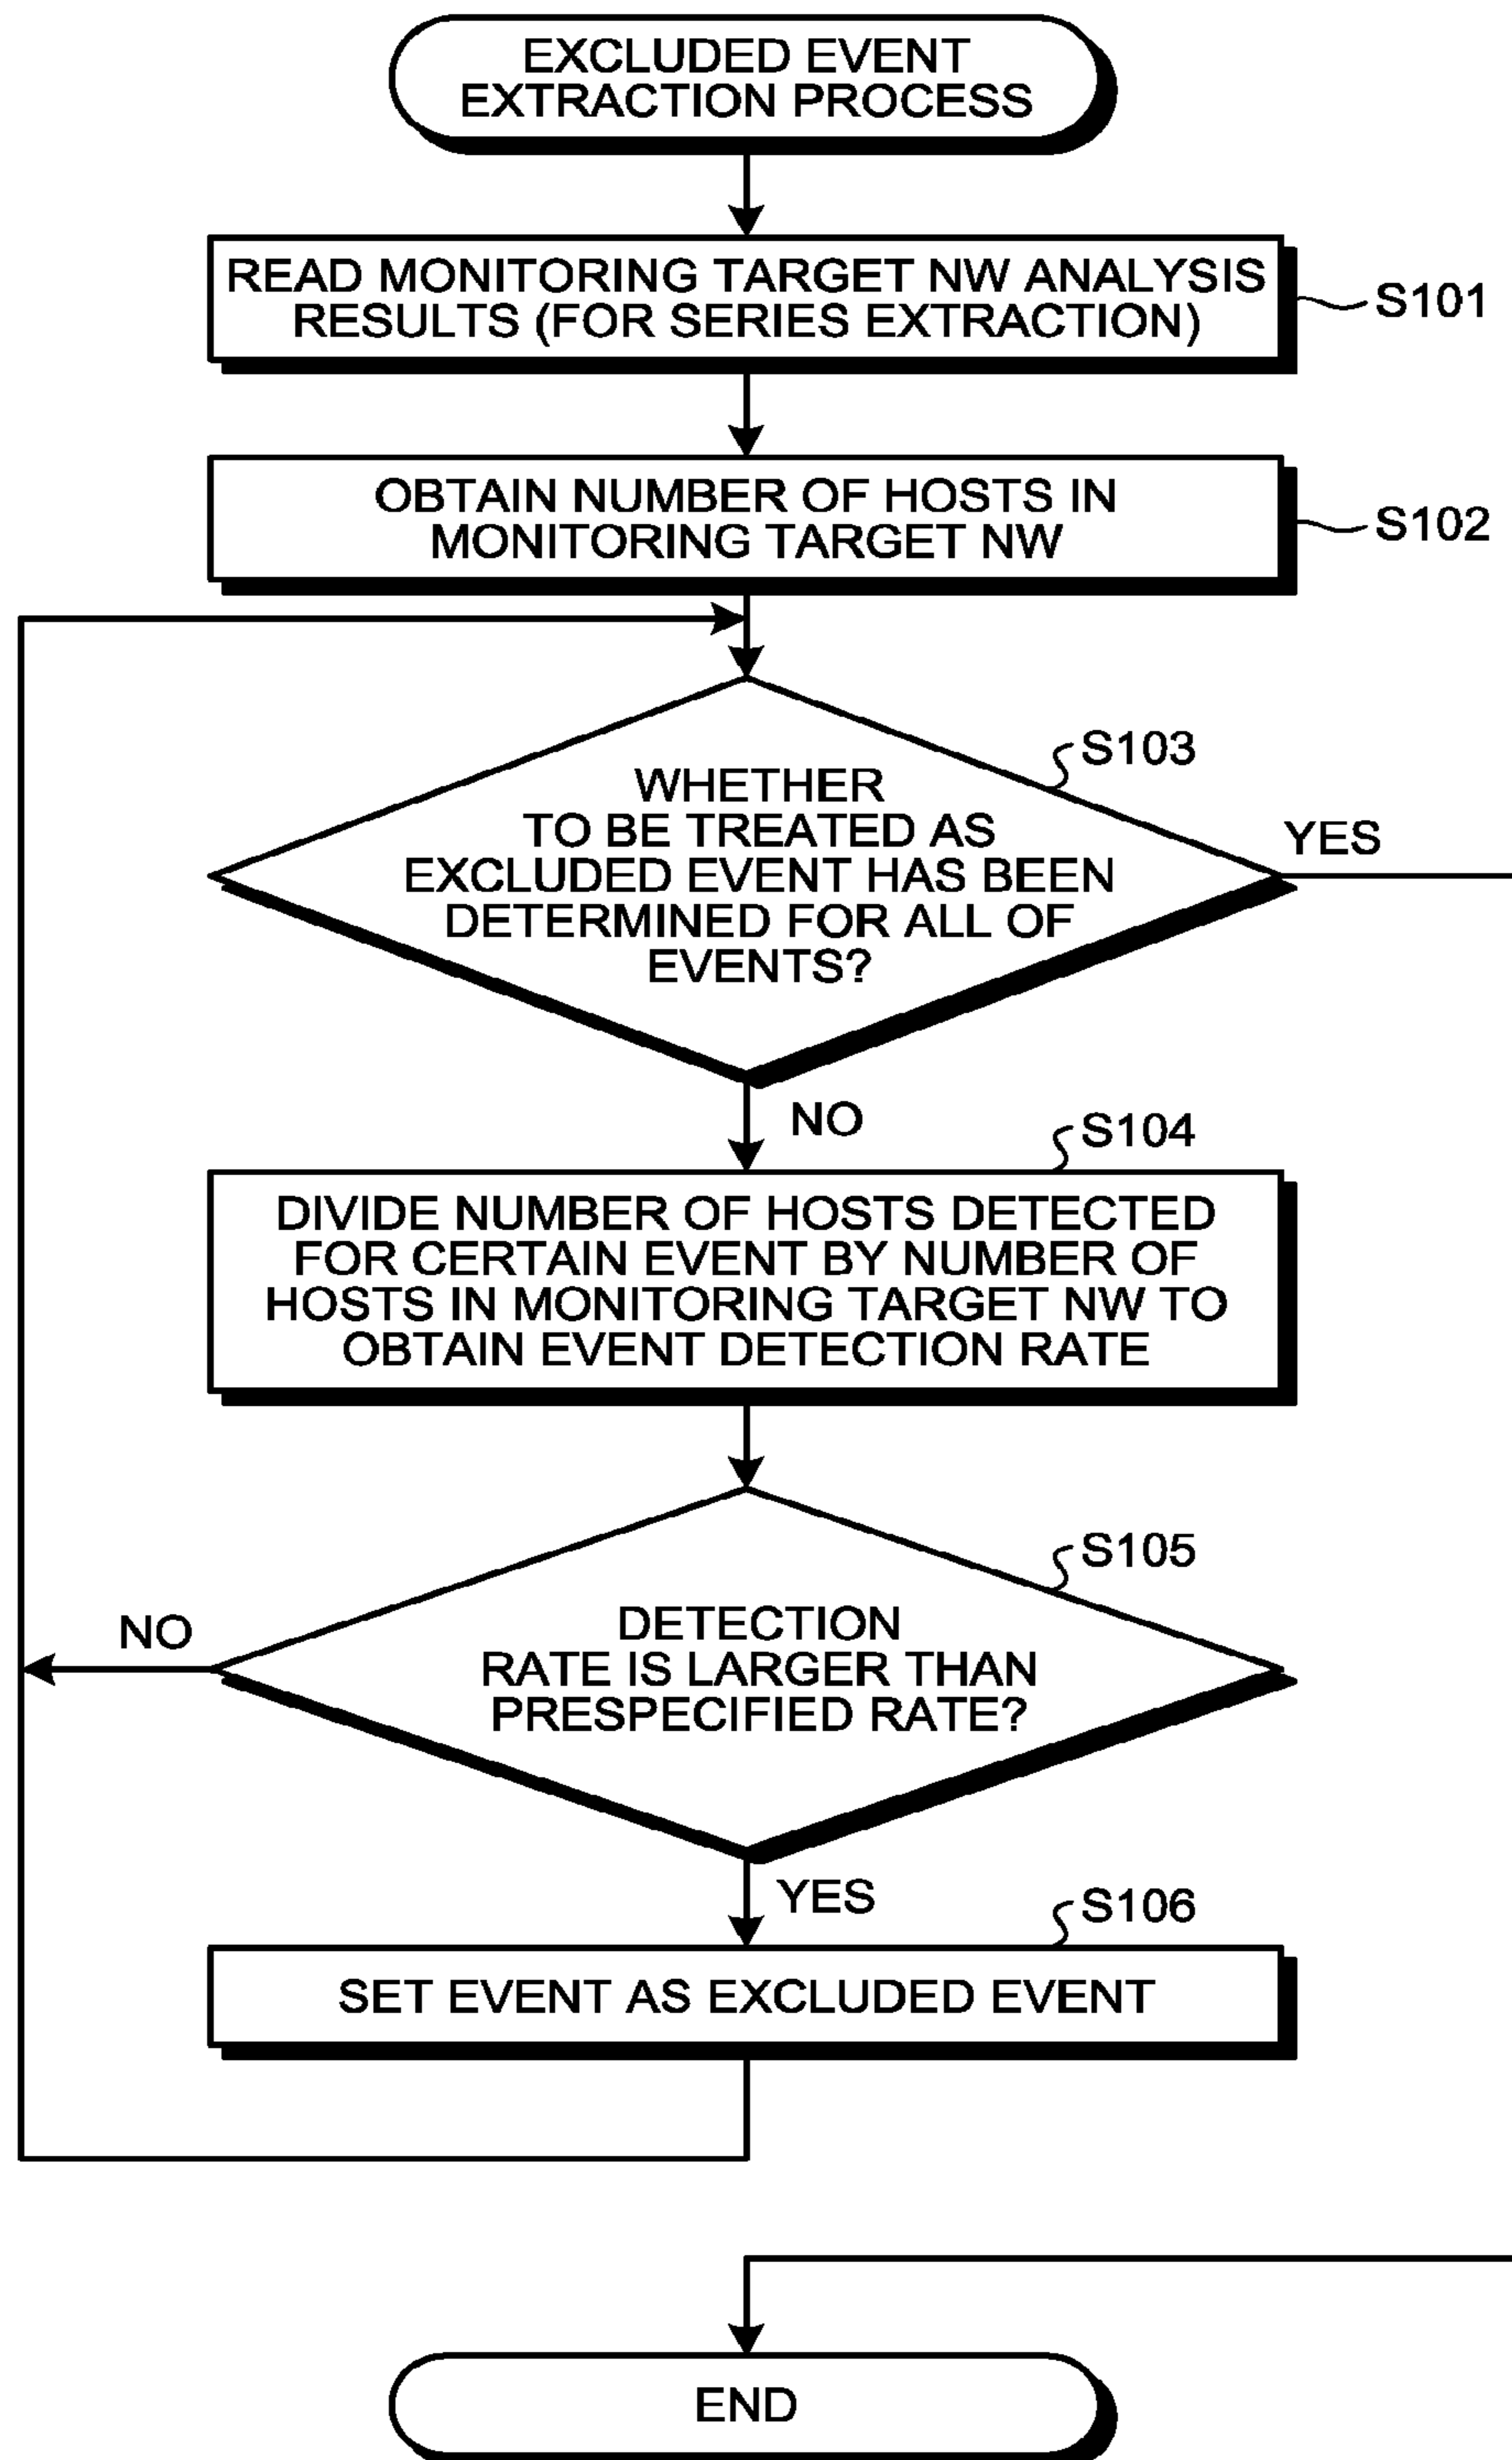 EXCLUDED EVENT
EXTRACTION PROCESS
READ MONITORING TARGET NW ANALYSIS
RESULTS (FOR SERIES EXTRACTION)
S101
OBTAIN NUMBER OF HOSTS IN
MONITORING TARGET NW
S102
S103
WHETHER
TO BE TREATED AS
EXCLUDED EVENT HAS BEEN
DETERMINED FOR ALL OF
EVENTS?
YES
NO
S104
DIVIDE NUMBER OF HOSTS DETECTED
FOR CERTAIN EVENT BY NUMBER OF
HOSTS IN MONITORING TARGET NW TO
OBTAIN EVENT DETECTION RATE
S105
DETECTION
RATE IS LARGER THAN
PRESPECIFIED RATE?
NO
YES
S106
SET EVENT AS EXCLUDED EVENT
END